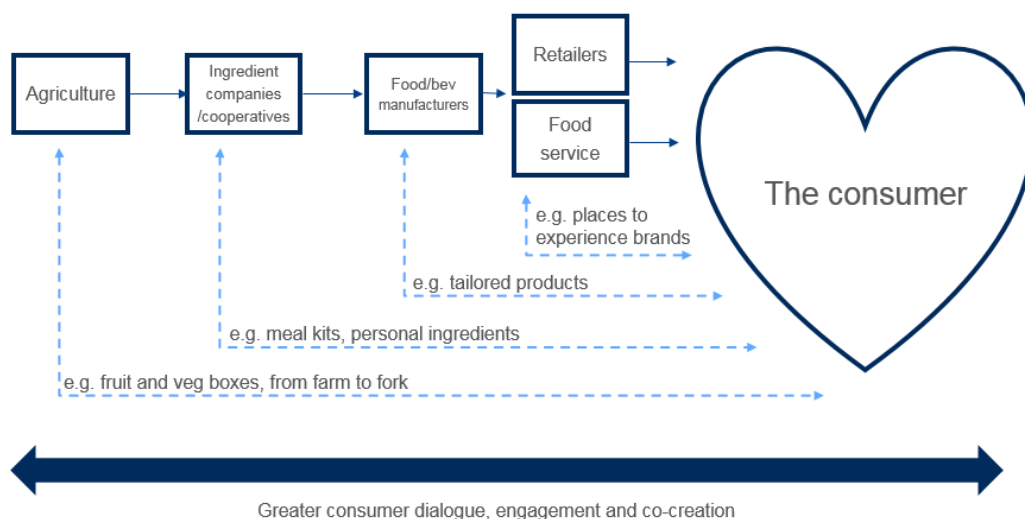 Agriculture
Ingredient
companies
/cooperatives
Food/bev
manufacturers
Retailers
Food
service
The consumer
e.g. places to
experience brands
e.g. tailored products
e.g. meal kits, personal ingredients
e.g. fruit and veg boxes, from farm to fork
Greater consumer dialogue, engagement and co-creation